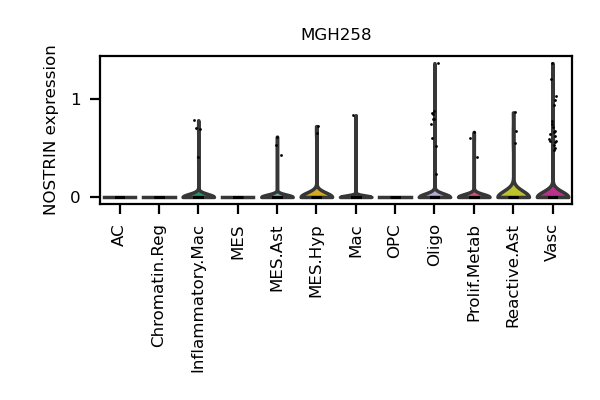 MGH258
NOSTRIN expression
1
0
AC
Chromatin.Reg
Inflammatory.Mac
MES
MES.Ast
MES.Hyp
Mac
OPC
Oligo
Prolif.Metab
Reactive.Ast
Vasc